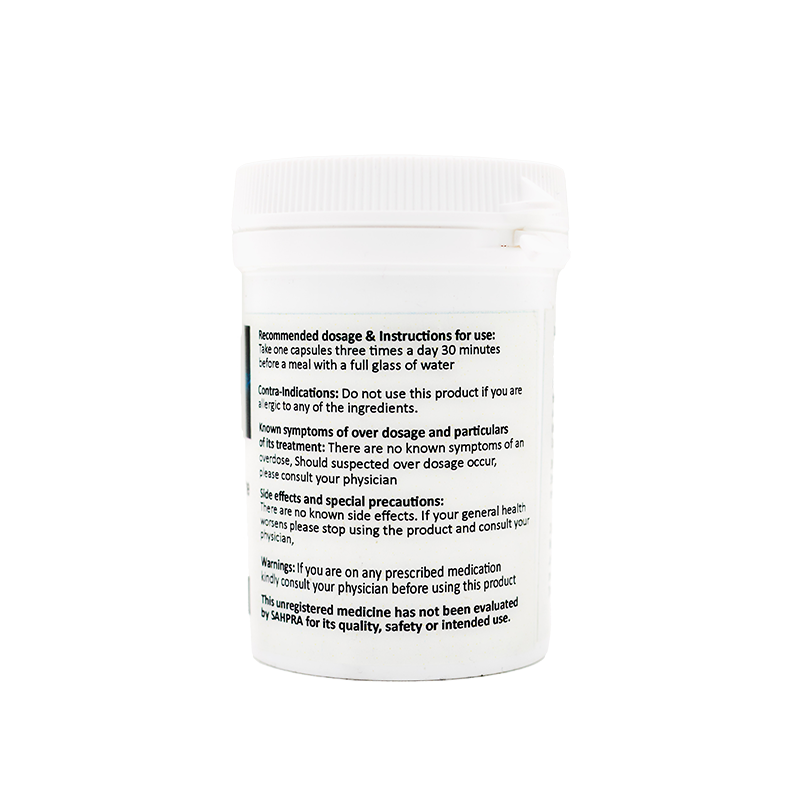 Recommended dosage & Instructions for use:
Take one capsules three times a day 30 minutes
before a meal with a full glass of water
Contra-Indications: Do not use this product if you are
allergic to any of the ingredients.
Known symptoms of over dosage and particulars
of its treatment: There are no known symptoms of an
overdose, Should suspected over dosage occur,
please consult your physician
Side effects and special precautions:
There are no known side effects. If your general health
worsens please stop using the product and consult your
physician,
Warnings: If you are on any prescribed medication
kindly consult your physician before using this product
This unregistered medicine has not been evaluated
by SAHPRA for its quality, safety or intended use.